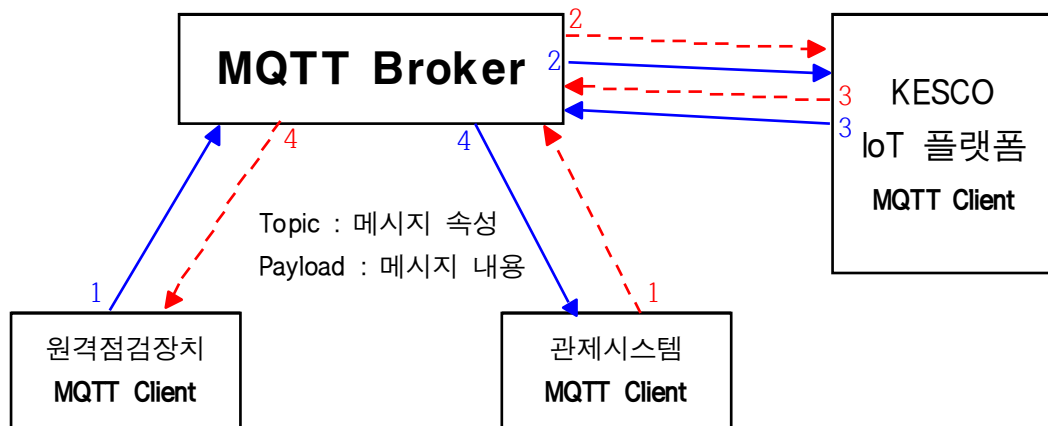 2
MQTT Broker
2
3
3
KESCO
IoT 플랫폼
MQTT Client
4
4
Topic : 메시지 속성
Payload : 메시지 내용
1
1
원격점검장치
MQTT Client
관제시스템
MQTT Client